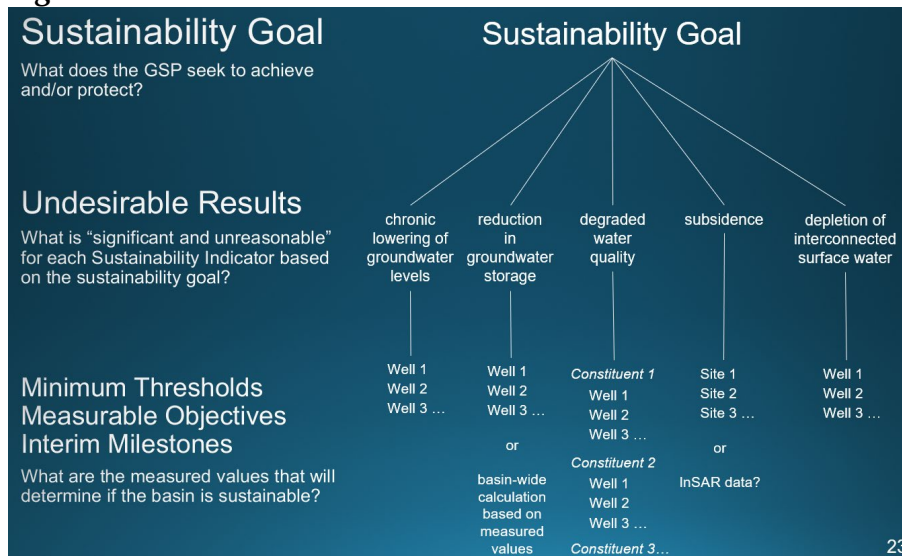 Sustainability Goal
What does the GSP seek to achieve
and/or protect?
Sustainability Goal
Undesirable Results
What is “significant and unreasonable”
for each Sustainability Indicator based
on the sustainability goal?
chronic
lowering of
groundwater
levels
reduction
in
groundwater
storage
degraded
water
quality
subsidence
depletion of
interconnected
surface water
Minimum Thresholds
Measurable Objectives
Interim Milestones
What are the measured values that will
determine if the basin is sustainable?
Well 1
Well 2
Well 3 ...
Well 1
Well 2
Well 3 ...
or
basin-wide
calculation
based on
measured
values
Constituent 1
Well 1
Well 2
Well 3 ...
Constituent 2
Well 1
Well 2
Well 3 ...
Constituent 3...
Site 1
Site 2
Site 3 ...
or
InSAR data?
Well 1
Well 2
Well 3 ...
23